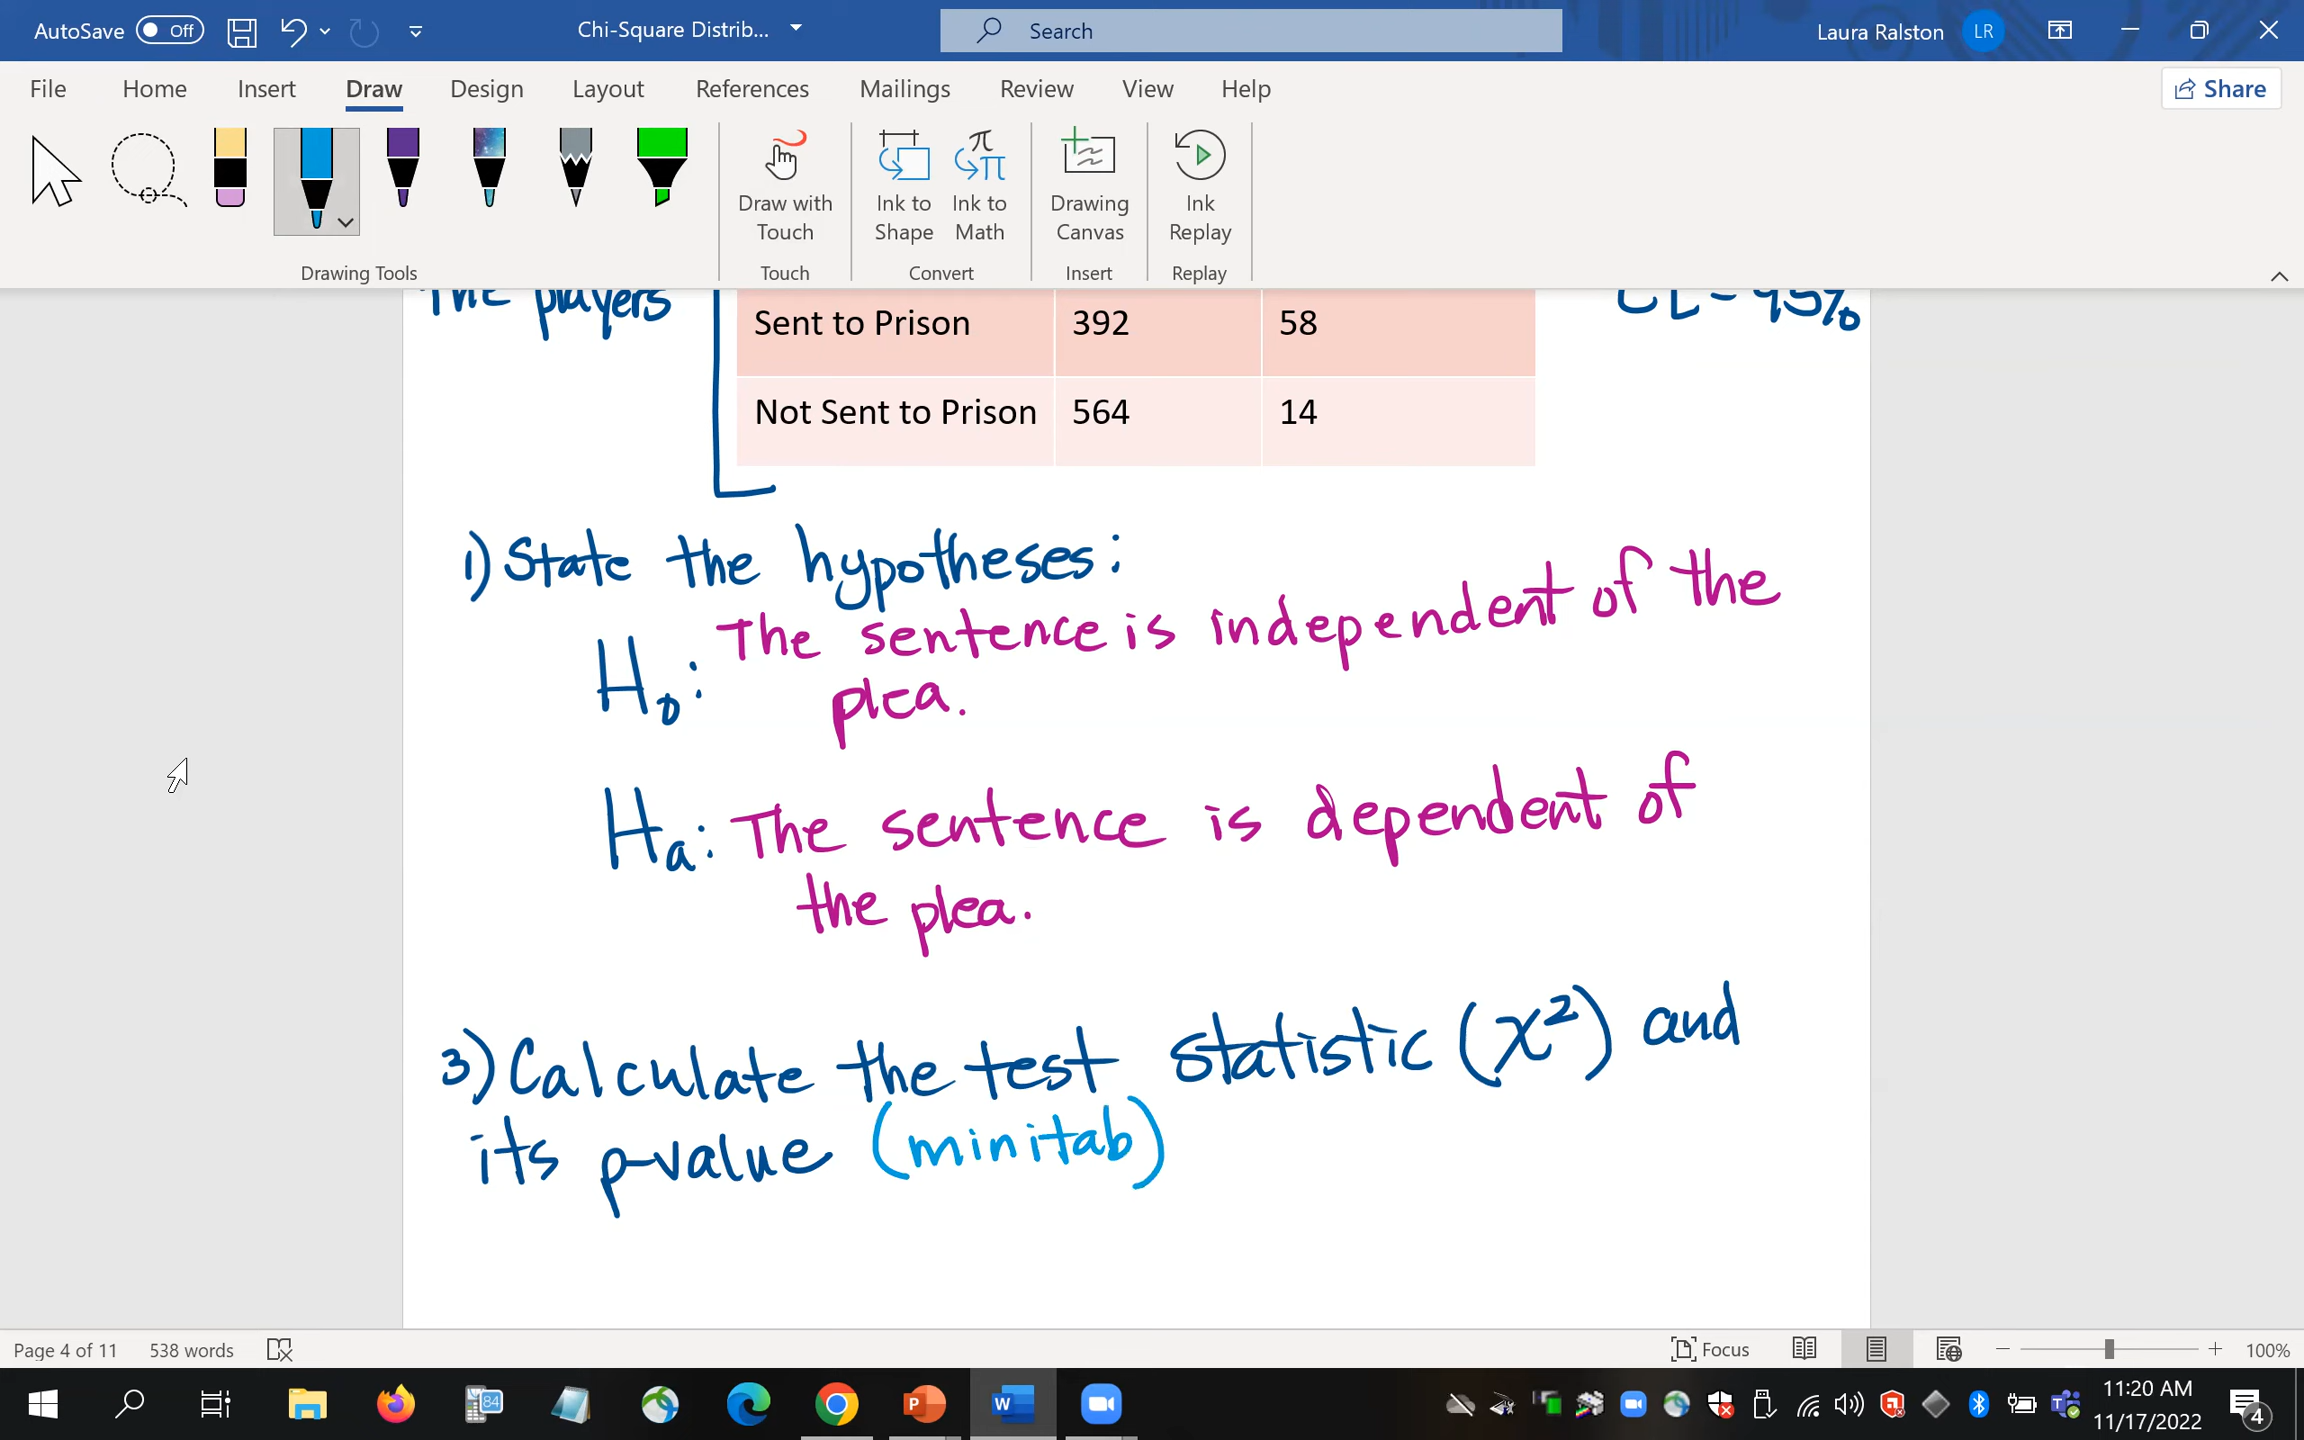 AutoSave Off Chi-Square Distrib... Search Laura Ralston LR
File Home Insert Draw Design Layout References Mailings Review View Help Share
Draw with Touch
Ink to Shape
Ink to Math
Drawing Canvas
Ink Replay
Drawing Tools Touch Convert Insert Replay
The players
CL = 95%
Sent to Prison 392 58
Not Sent to Prison 564 14
1) State the hypotheses:
H₀: The sentence is independent of the
plea.
Hₐ: The sentence is dependent of
the plea.
3) Calculate the test statistic (χ²) and
its p-value (minitab)
Page 4 of 11 538 words Focus 100%
84
11:20 AM
11/17/2022
4